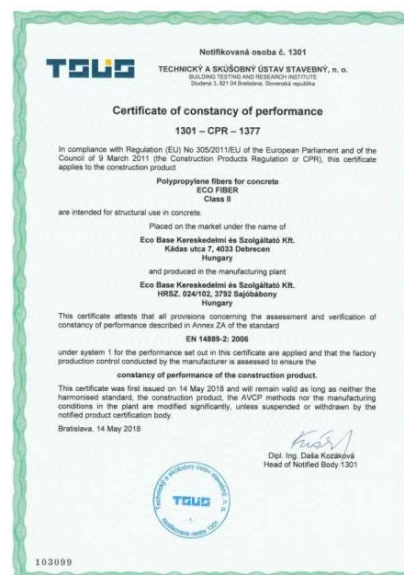 Notifikovaná osoba č. 1301
TSUS
TECHNICKÝ A SKÚŠOBNÝ ÚSTAV STAVEBNÝ, n. o.
BUILDING TESTING AND RESEARCH INSTITUTE
Studená 3, 821 04 Bratislava, Slovenská republika
Certificate of constancy of performance
1301 – CPR – 1377
In compliance with Regulation (EU) No 305/2011/EU of the European Parliament and of the
Council of 9 March 2011 (the Construction Products Regulation or CPR), this certificate
applies to the construction product
Polypropylene fibers for concrete
ECO FIBER
Class II
are intended for structural use in concrete.
Placed on the market under the name of
Eco Base Kereskedelmi és Szolgáltató Kft.
Kádas utca 7, 4033 Debrecen
Hungary
and produced in the manufacturing plant
Eco Base Kereskedelmi és Szolgáltató Kft.
HRSZ. 024/102, 3792 Sajóbábony
Hungary
This certificate attests that all provisions concerning the assessment and verification of
constancy of performance described in Annex ZA of the standard
EN 14889-2: 2006
under system 1 for the performance set out in this certificate are applied and that the factory
production control conducted by the manufacturer is assessed to ensure the
constancy of performance of the construction product.
This certificate was first issued on 14 May 2018 and will remain valid as long as neither the
harmonised standard, the construction product, the AVCP methods nor the manufacturing
conditions in the plant are modified significantly, unless suspended or withdrawn by the
notified product certification body.
Bratislava, 14 May 2018
Dipl. Ing. Daša Kozáková
Head of Notified Body 1301
Technický a skúšobný ústav stavebný, n. o.
TSUS
- 1 -
Notifikovaná osoba 1301
103099